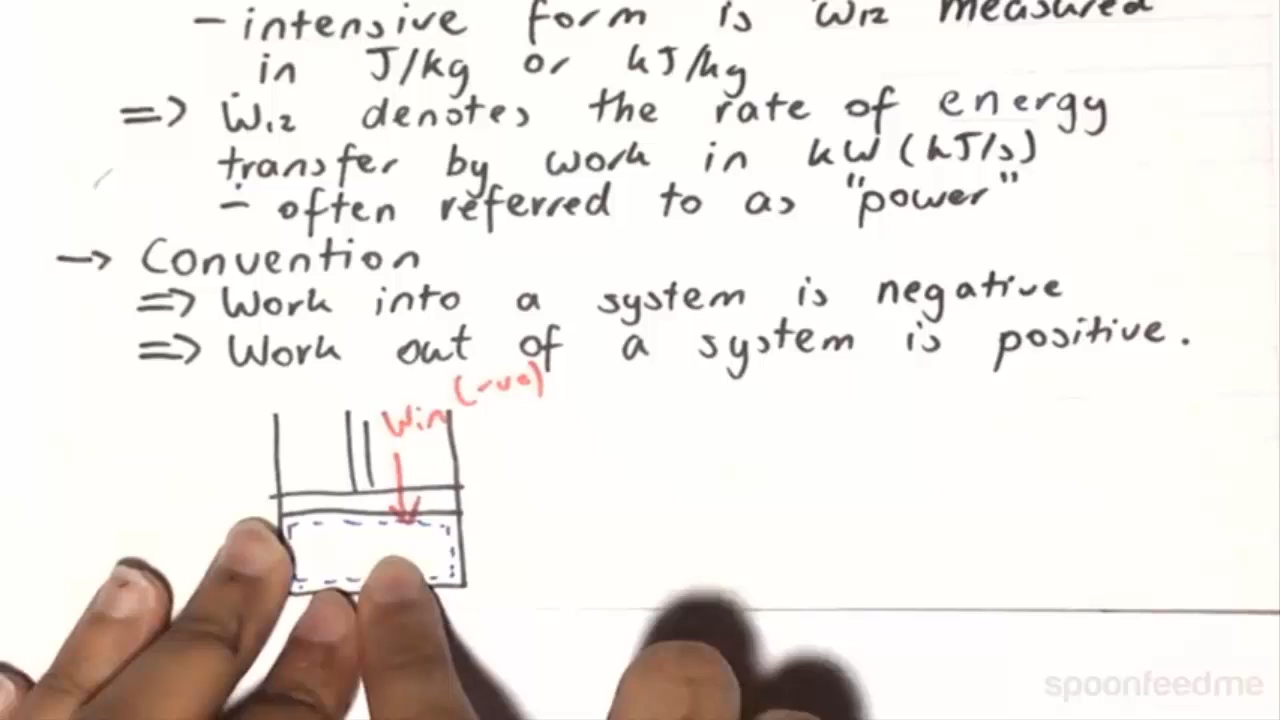 - intensive form is w12 measured
in J/kg or kJ/kg
=> Ẇ12 denotes the rate of energy
transfer by work in kW (kJ/s)
- often referred to as "power"
→ Convention
=> Work into a system is negative
=> Work out of a system is positive.
Win (-ve)
spoonfeedme